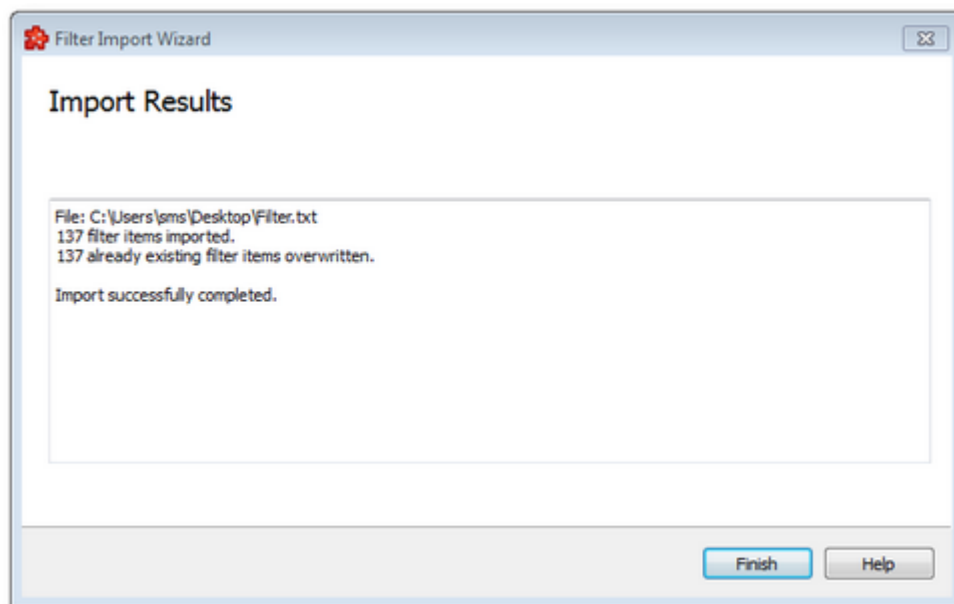 Filter Import Wizard
Import Results
File: C:\Users\sms\Desktop\Filter.txt
137 filter items imported.
137 already existing filter items overwritten.
Import successfully completed.
Finish
Help